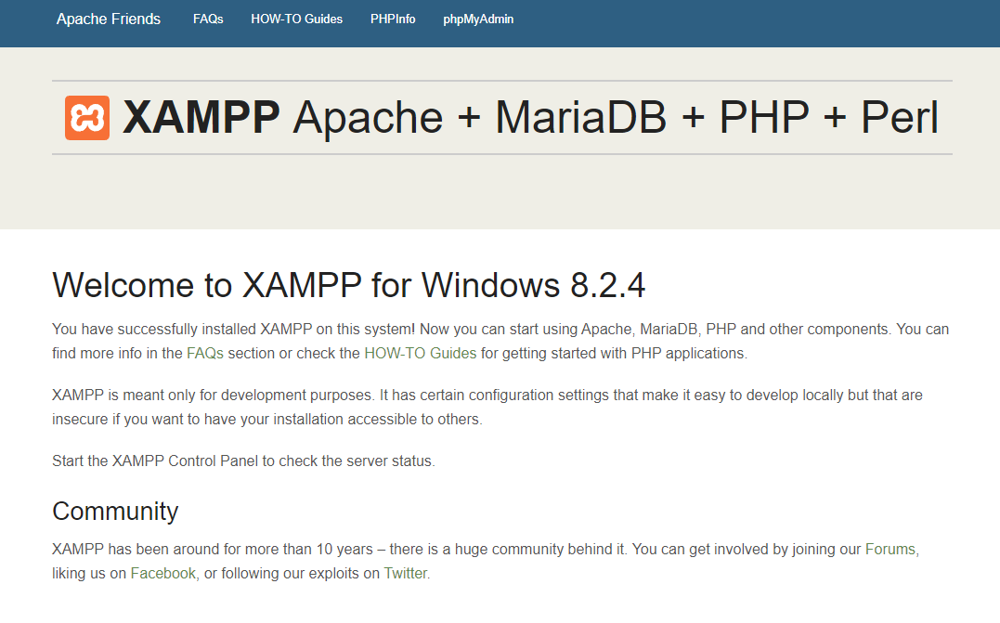 Apache Friends FAQs HOW-TO Guides PHPInfo phpMyAdmin
XAMPP Apache + MariaDB + PHP + Perl
Welcome to XAMPP for Windows 8.2.4
You have successfully installed XAMPP on this system! Now you can start using Apache, MariaDB, PHP and other components. You can
find more info in the FAQs section or check the HOW-TO Guides for getting started with PHP applications.
XAMPP is meant only for development purposes. It has certain configuration settings that make it easy to develop locally but that are
insecure if you want to have your installation accessible to others.
Start the XAMPP Control Panel to check the server status.
Community
XAMPP has been around for more than 10 years – there is a huge community behind it. You can get involved by joining our Forums,
liking us on Facebook, or following our exploits on Twitter.